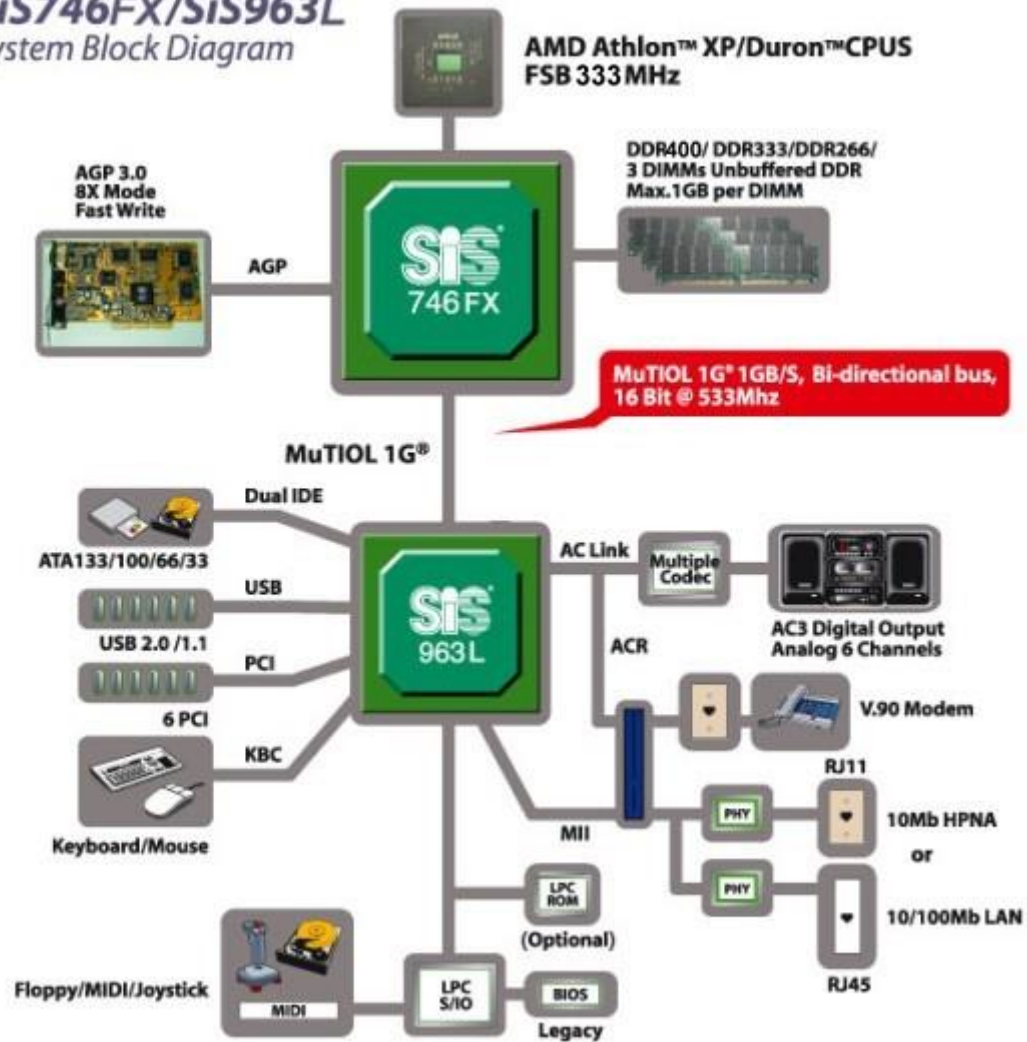 iS746FX/SiS963L
ystem Block Diagram
AMD Athlon™ XP/Duron™CPUS
FSB 333MHz
AGP 3.0
8X Mode
Fast Write
DDR400/ DDR333/DDR266/
3 DIMMs Unbuffered DDR
Max.1GB per DIMM
AGP
SiS
746FX
MuTIOL 1G® 1GB/S, Bi-directional bus,
16 Bit @ 533Mhz
MuTIOL 1G®
Dual IDE
ATA133/100/66/33
USB
USB 2.0 /1.1
PCI
6 PCI
KBC
Keyboard/Mouse
SiS
963L
AC Link
Multiple
Codec
AC3 Digital Output
Analog 6 Channels
ACR
V.90 Modem
RJ11
MII
PHY
10Mb HPNA
or
PHY
10/100Mb LAN
RJ45
LPC
ROM
(Optional)
Floppy/MIDI/Joystick
MIDI
LPC
S/IO
BIOS
Legacy